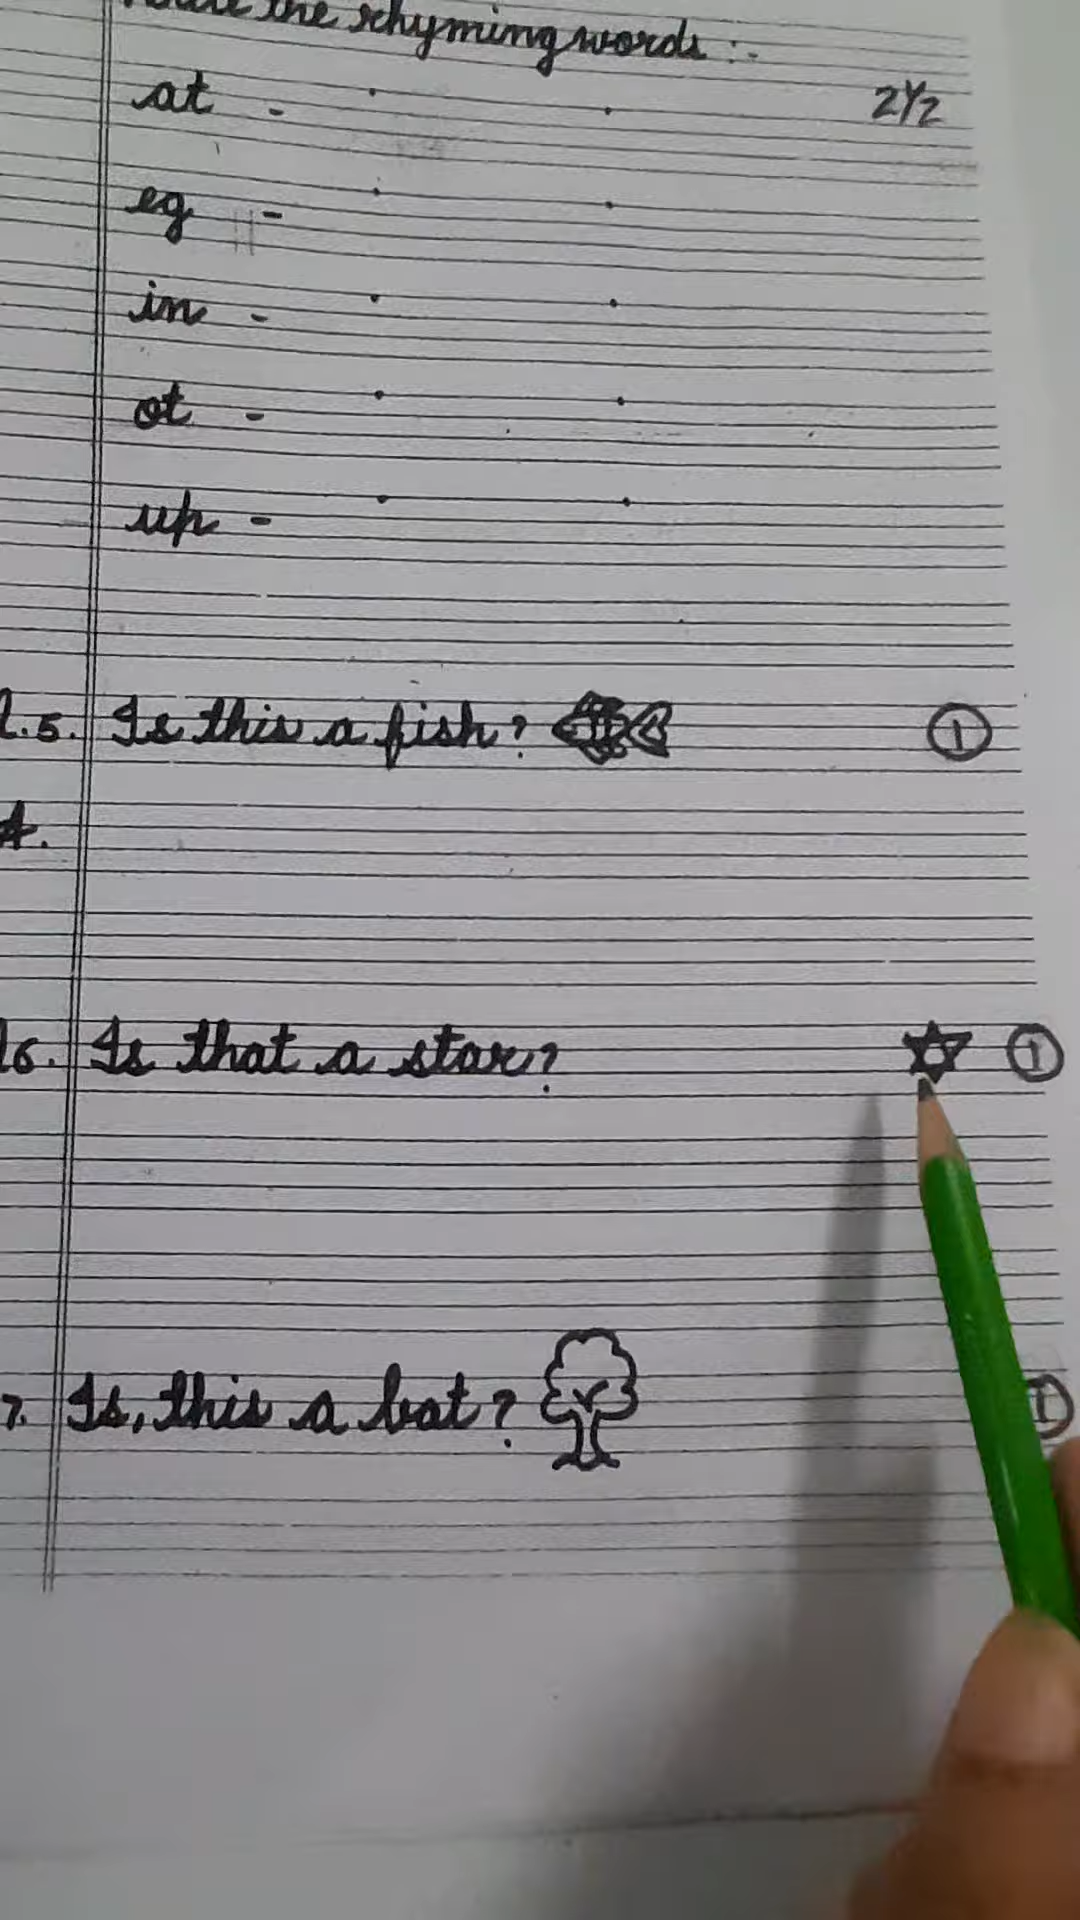 the rhyming words :-
at - 2½
eg -
in -
ot -
up -
5. Is this a fish? 1
A.
6. Is that a star? 1
7. Is, this a bat? 1